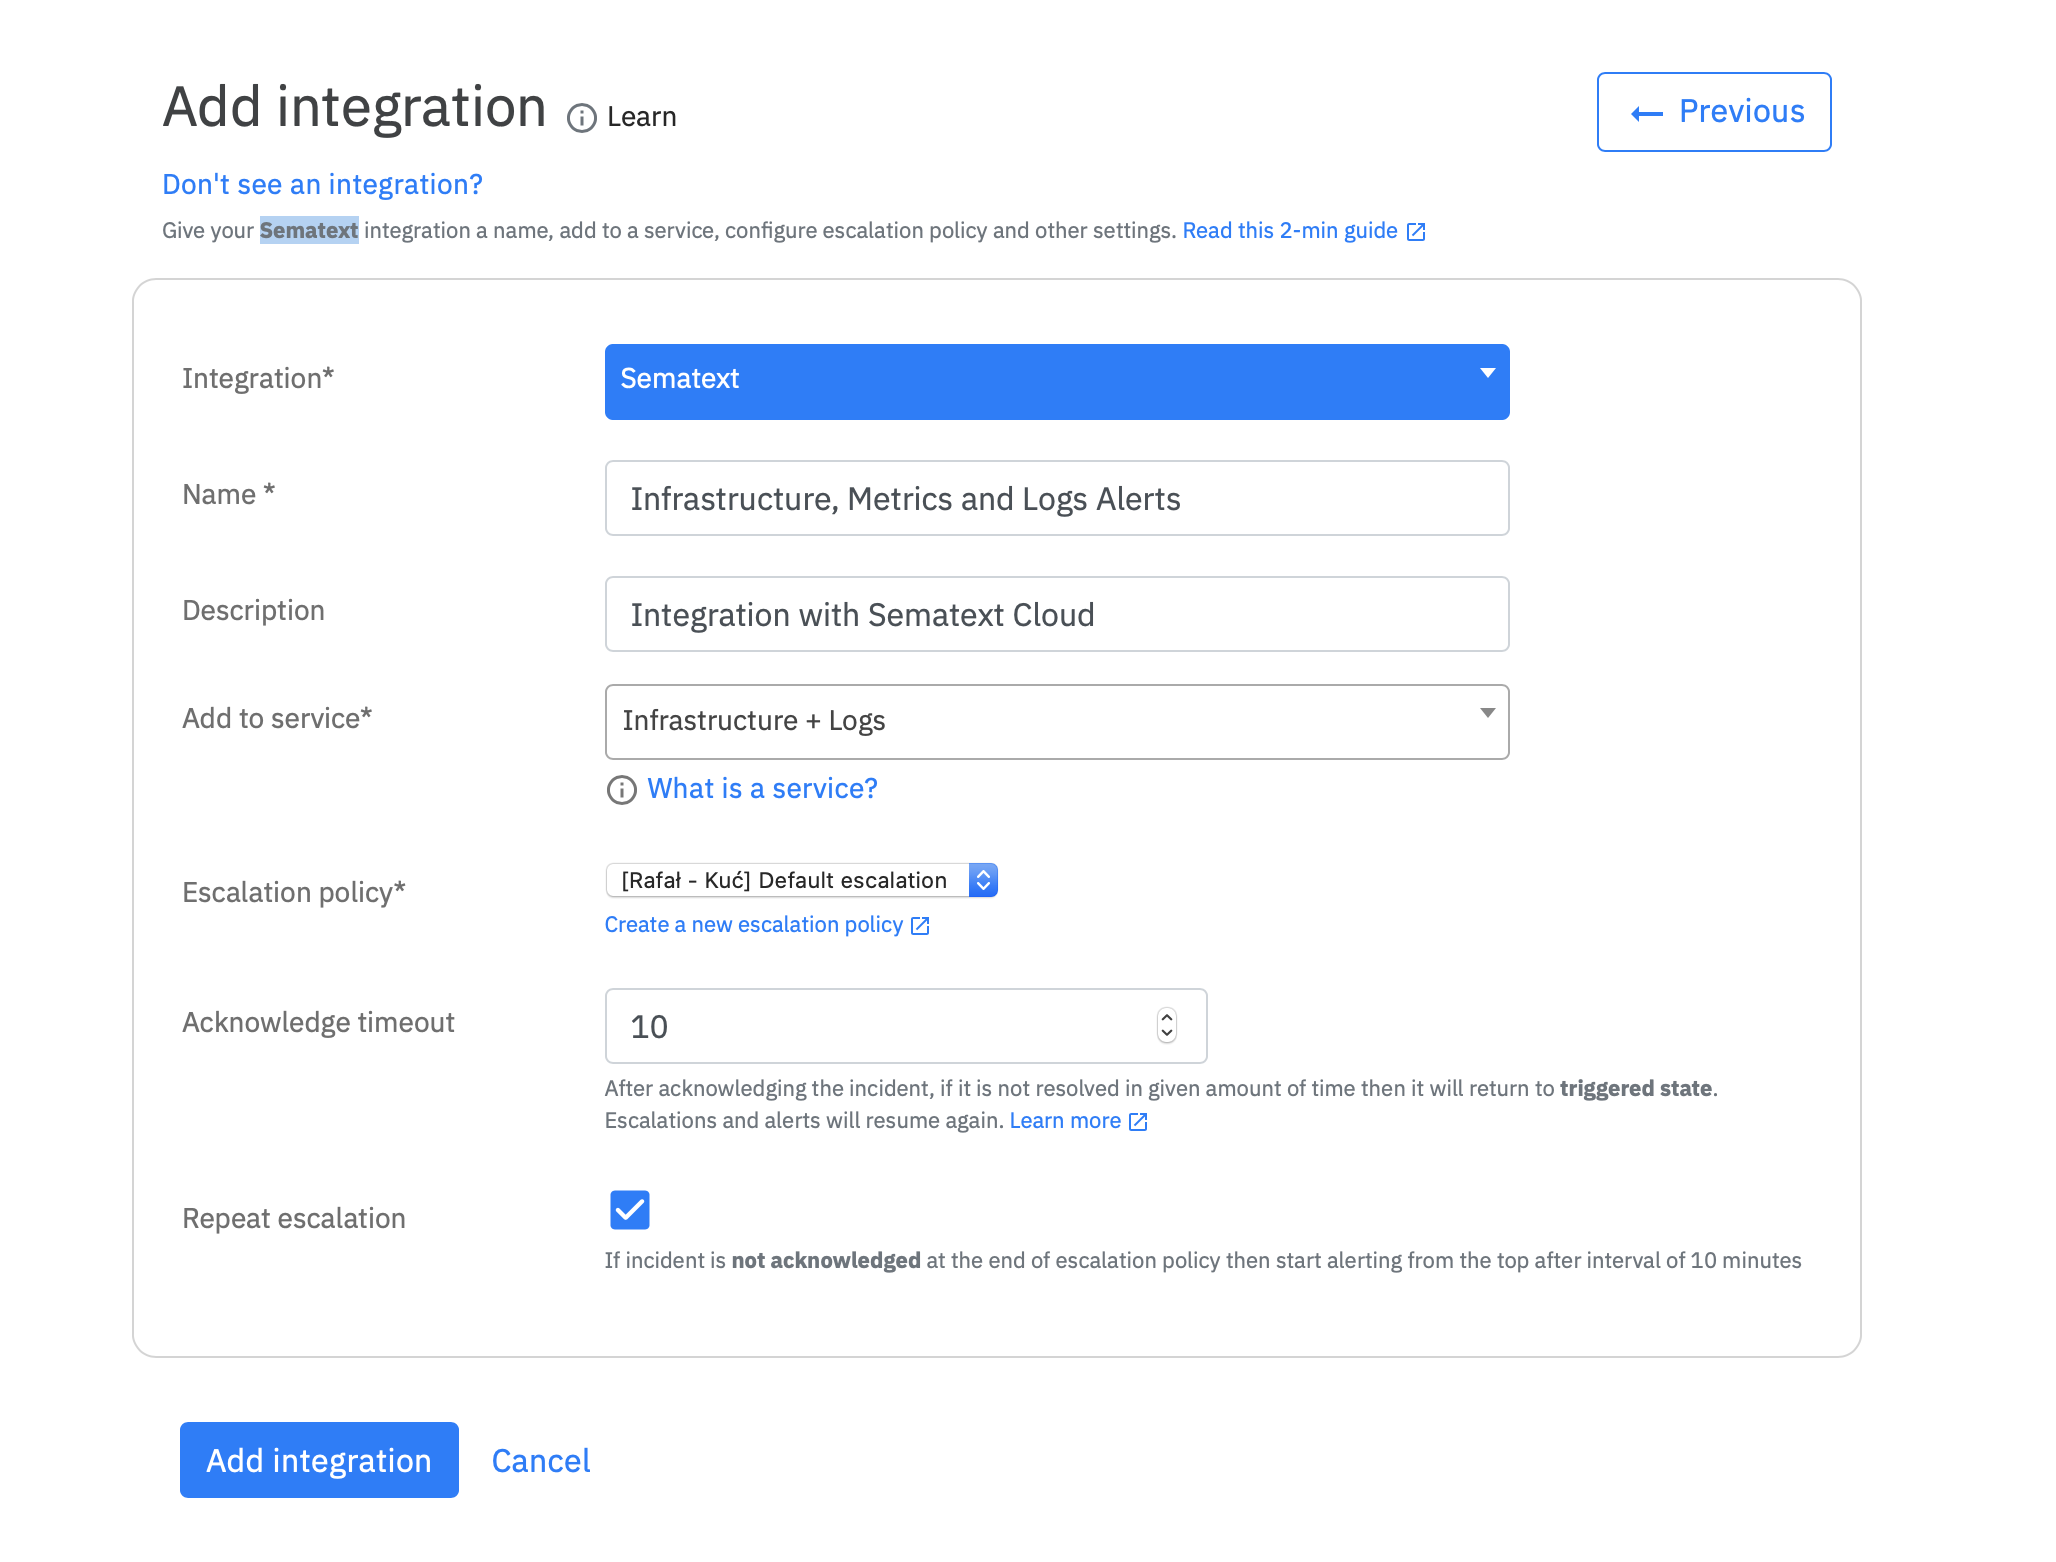 Add integration Learn
Previous
Don't see an integration?
Give your Sematext integration a name, add to a service, configure escalation policy and other settings. Read this 2-min guide
Integration* Sematext
Name * Infrastructure, Metrics and Logs Alerts
Description Integration with Sematext Cloud
Add to service* Infrastructure + Logs
What is a service?
Escalation policy* [Rafał - Kuć] Default escalation
Create a new escalation policy
Acknowledge timeout 10
After acknowledging the incident, if it is not resolved in given amount of time then it will return to triggered state.
Escalations and alerts will resume again. Learn more
Repeat escalation
If incident is not acknowledged at the end of escalation policy then start alerting from the top after interval of 10 minutes
Add integration Cancel